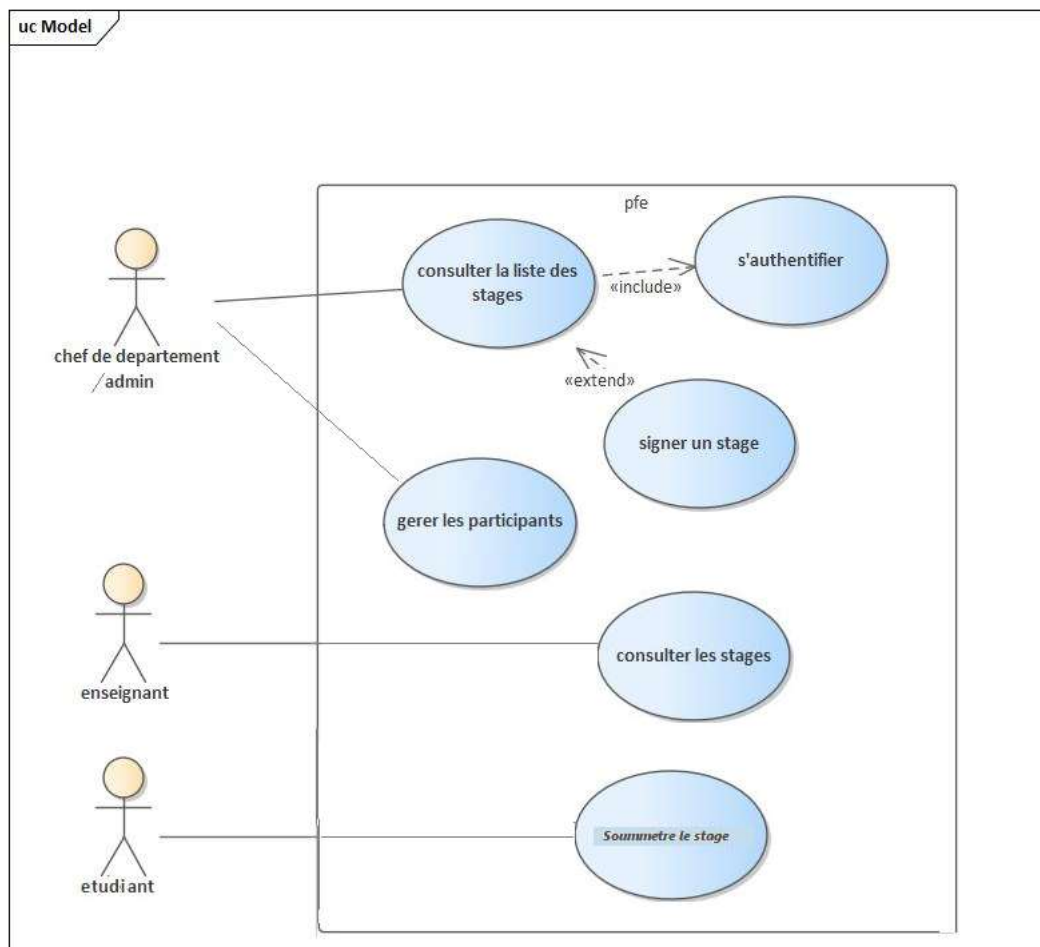 uc Model
pfe
consulter la liste des
stages
s'authentifier
«include»
chef de departement
/admin
«extend»
signer un stage
gerer les participants
enseignant
consulter les stages
etudiant
Soummetre le stage